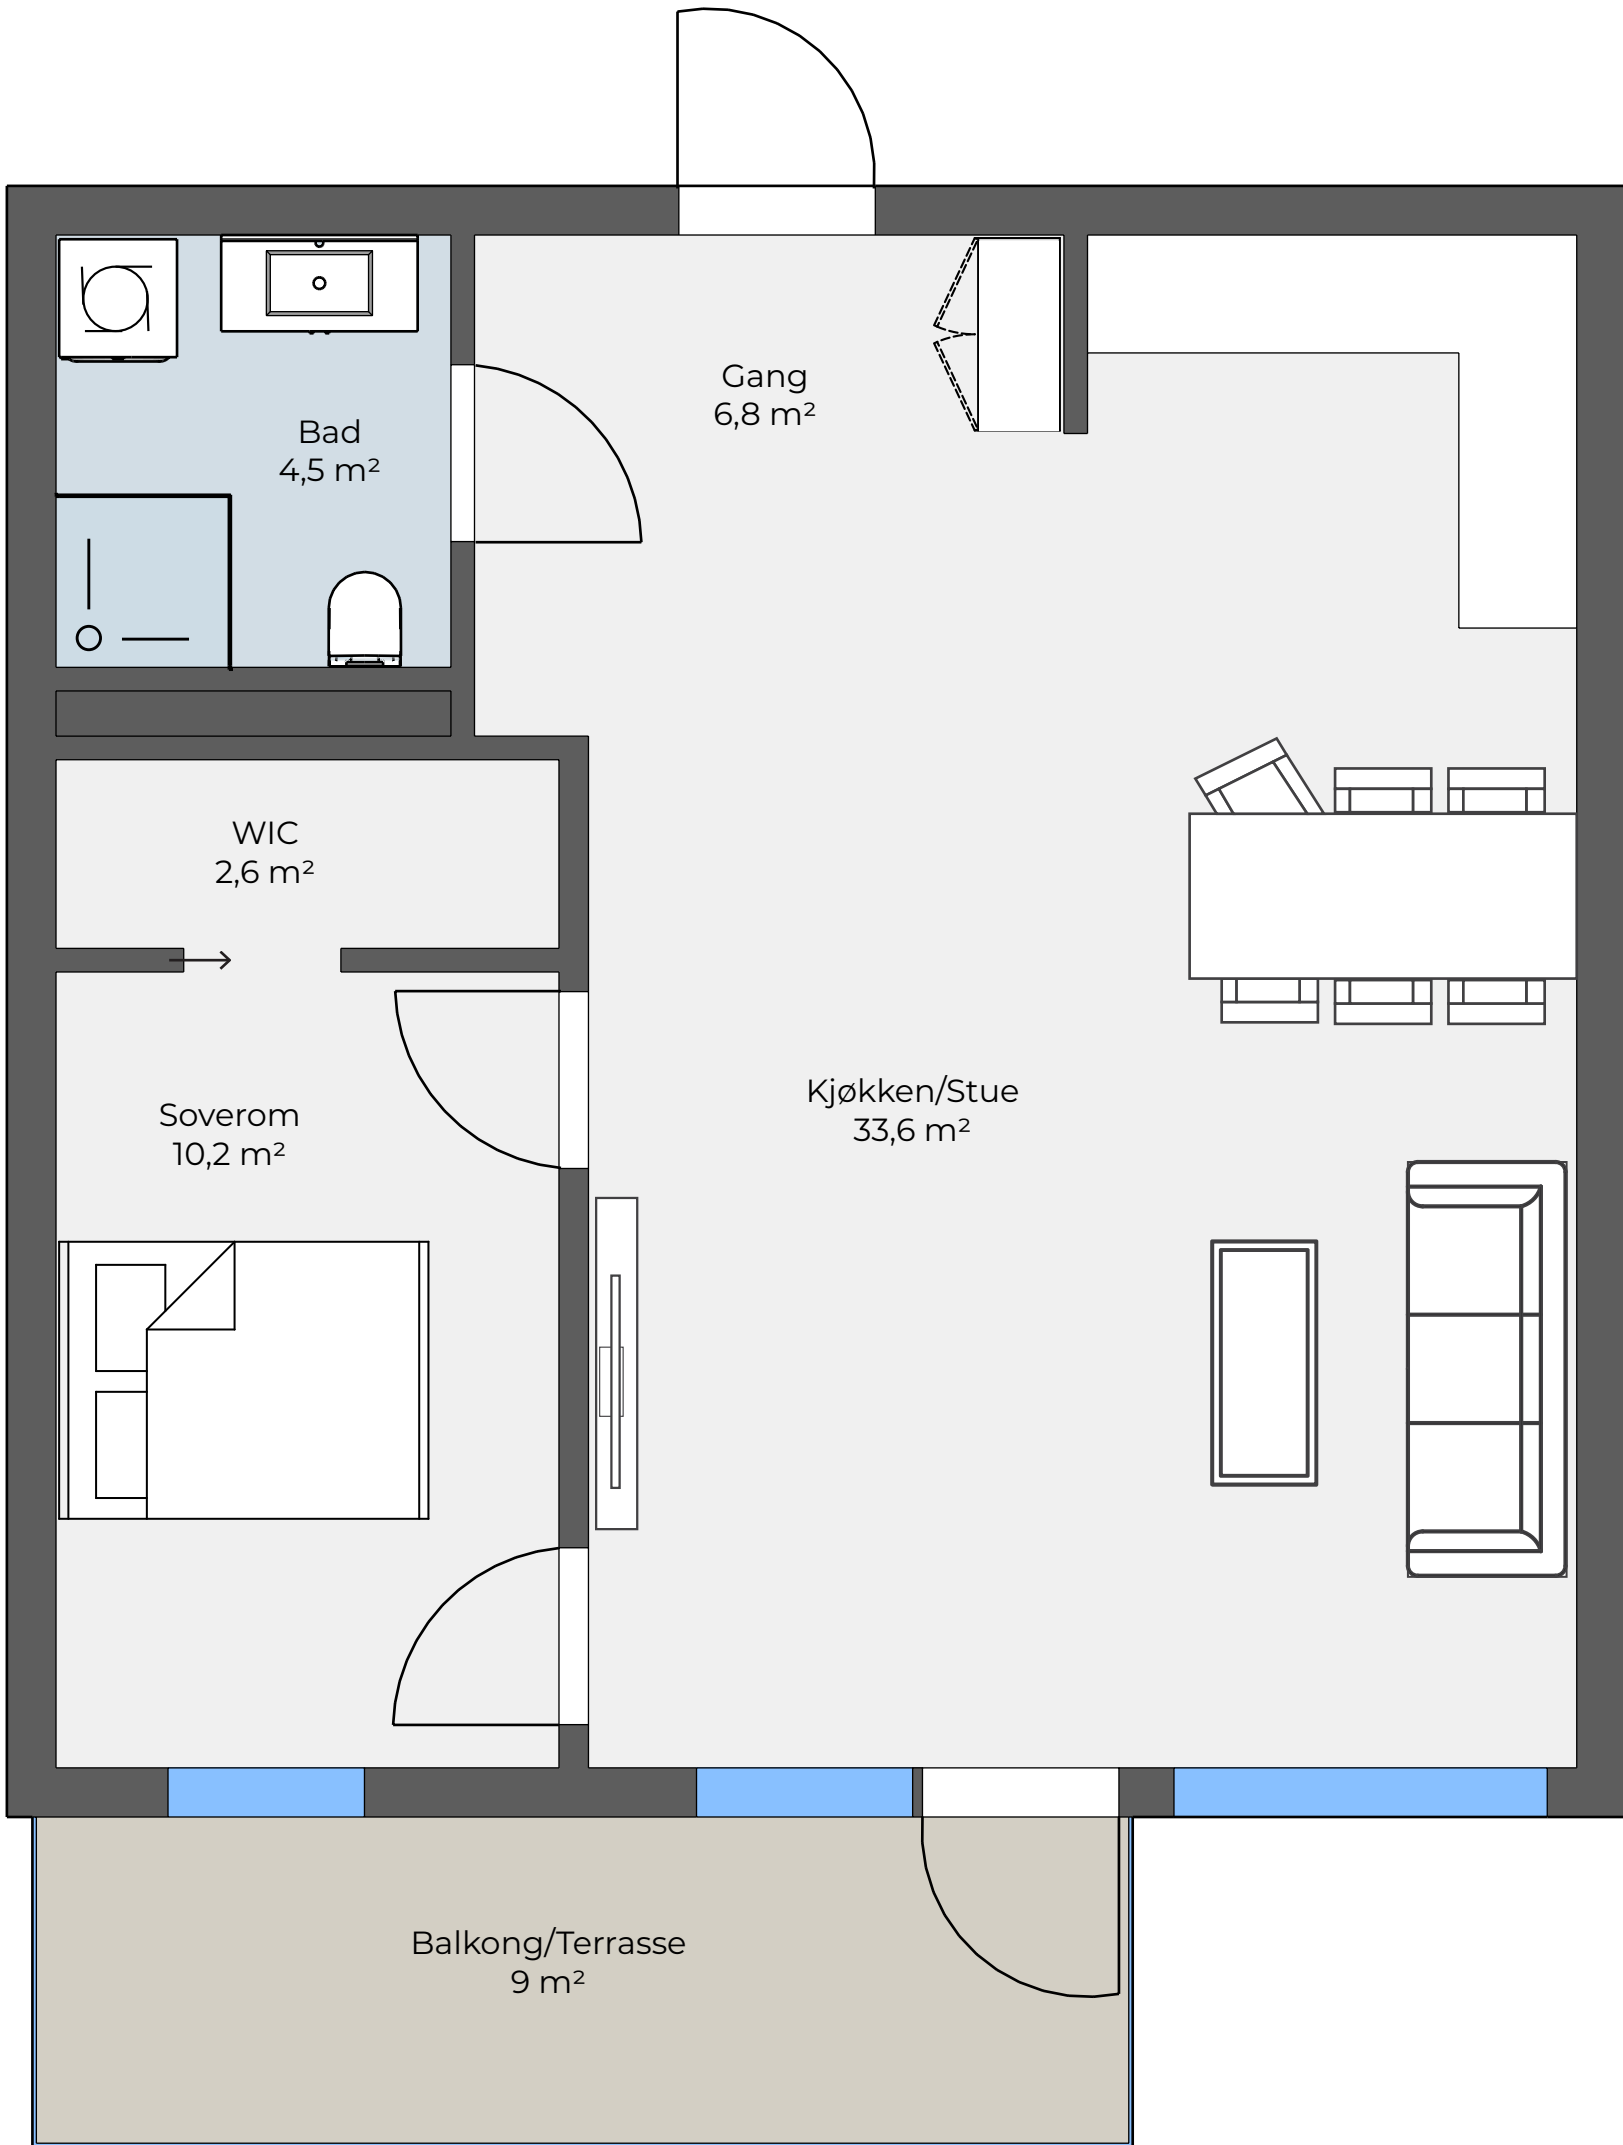 Gang
6,8 m²
Bad
4,5 m²
WIC
2,6 m²
Kjøkken/Stue
33,6 m²
Soverom
10,2 m²
Balkong/Terrasse
9 m²